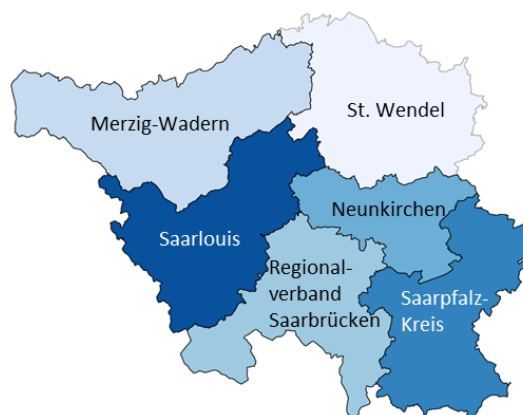 St. Wendel
Merzig-Wadern
Neunkirchen
Saarlouis
Regional-
verband
Saarbrücken
Saarpfalz-
Kreis